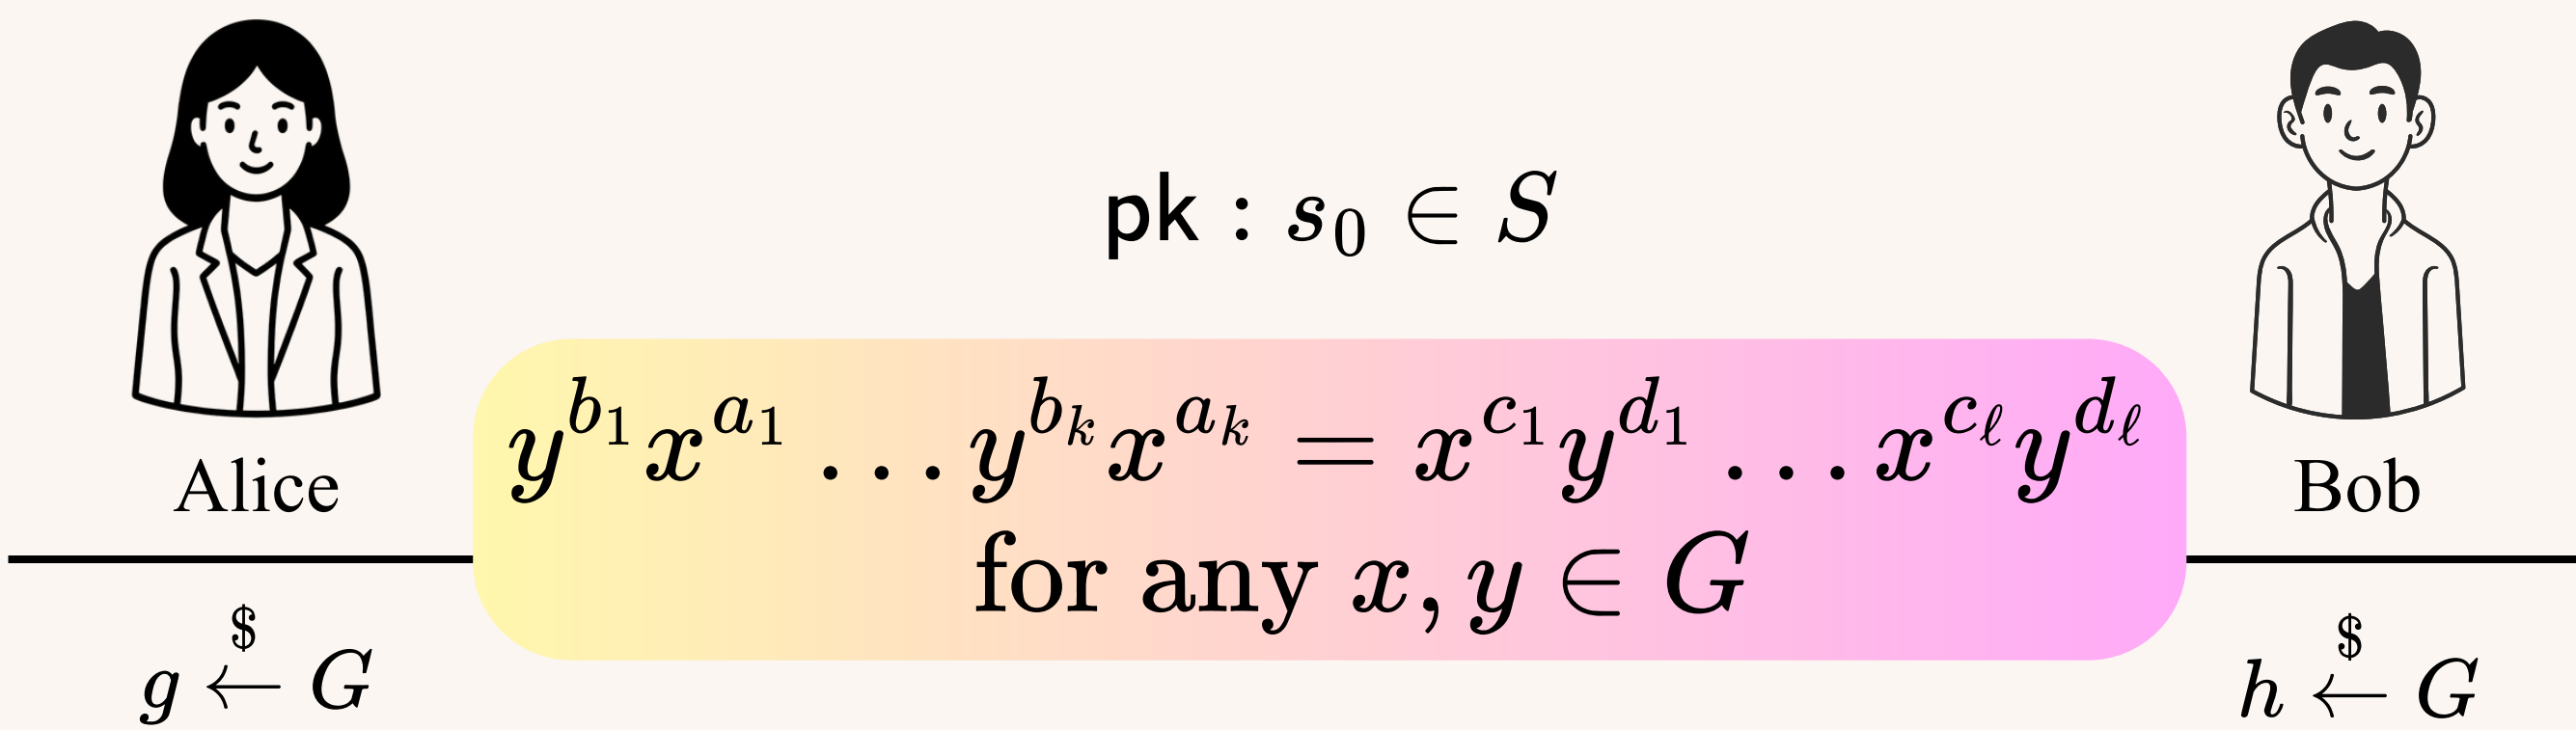 pk : s₀ ∈ S
y^{b₁}x^{a₁} … y^{b_k}x^{a_k} = x^{c₁}y^{d₁} … x^{c_ℓ}y^{d_ℓ}
Alice
Bob
for any x, y ∈ G
g ←$ G
h ←$ G